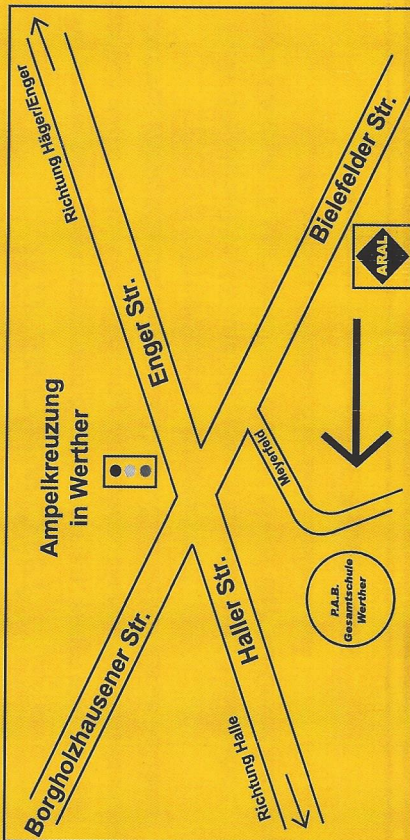 Richtung Häger/Enger
Enger Str.
Bielefelder Str.
ARAL
Ampelkreuzung
in Werther
Meyerfeld
P.A.B.
Gesamtschule
Werther
Borgholzhausener Str.
Haller Str.
Richtung Halle